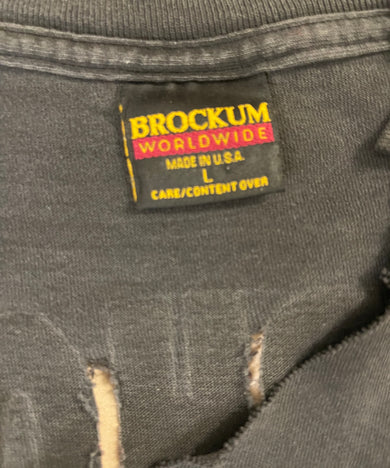 BROCKUM
WORLDWIDE
MADE IN U.S.A.
L
CARE/CONTENT OVER